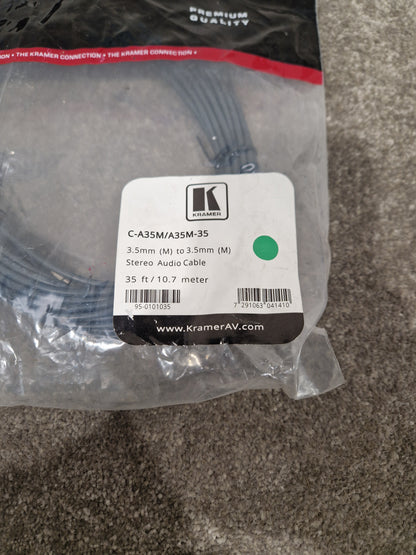 PREMIUM
QUALITY
THE KRAMER CONNECTION • THE KRAMER CONNECTION
K
KRAMER
C-A35M/A35M-35
3.5mm (M) to 3.5mm (M)
Stereo Audio Cable
35 ft / 10.7 meter
95-0101035
7 291063 041410
www.KramerAV.com